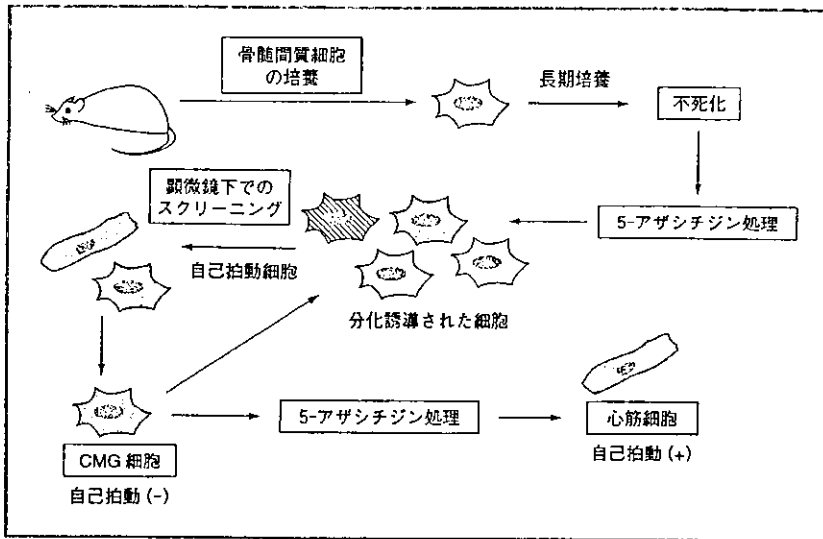 骨髄間質細胞
の培養
長期培養
不死化
顕微鏡下での
スクリーニング
5-アザシチジン処理
自己拍動細胞
分化誘導された細胞
5-アザシチジン処理
心筋細胞
CMG 細胞
自己拍動(+)
自己拍動(-)